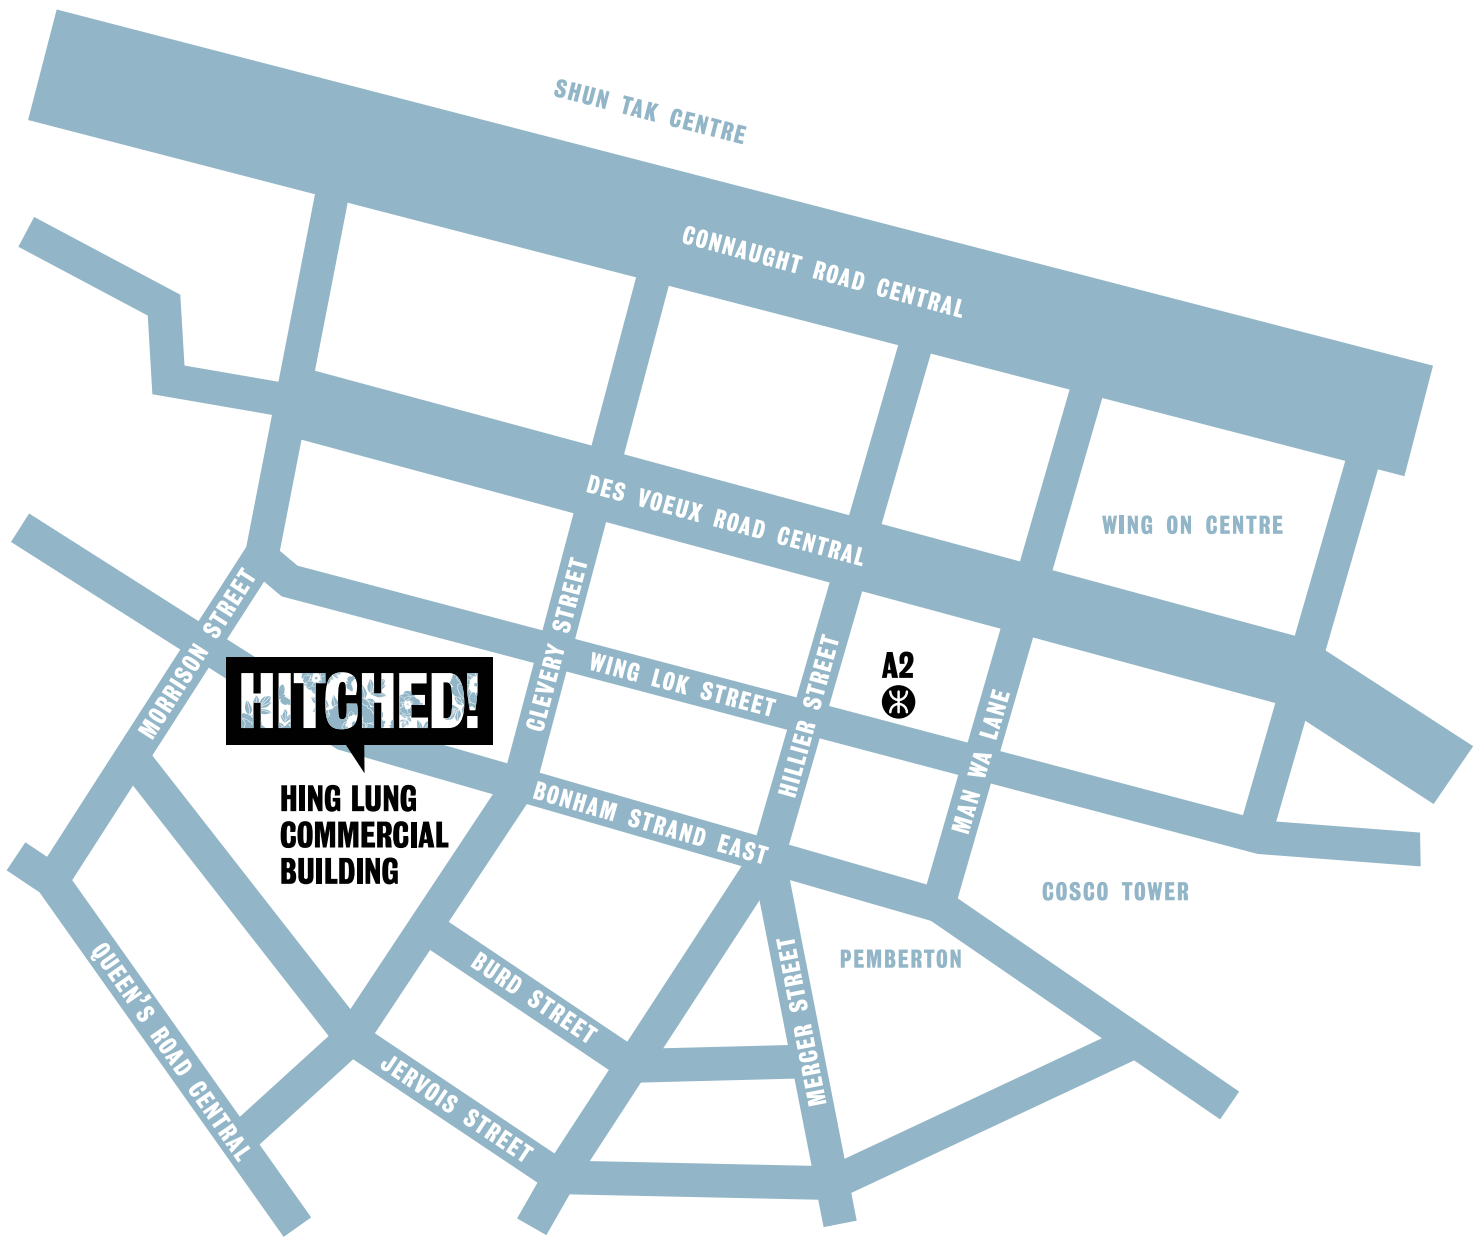 SHUN TAK CENTRE
CONNAUGHT ROAD CENTRAL
DES VOEUX ROAD CENTRAL
WING ON CENTRE
MORRISON STREET
CLEVERY STREET
WING LOK STREET
HILLIER STREET
A2
MAN WA LANE
HITCHED!
HING LUNG
COMMERCIAL
BUILDING
BONHAM STRAND EAST
COSCO TOWER
PEMBERTON
QUEEN'S ROAD CENTRAL
BURD STREET
MERCER STREET
JERVOIS STREET